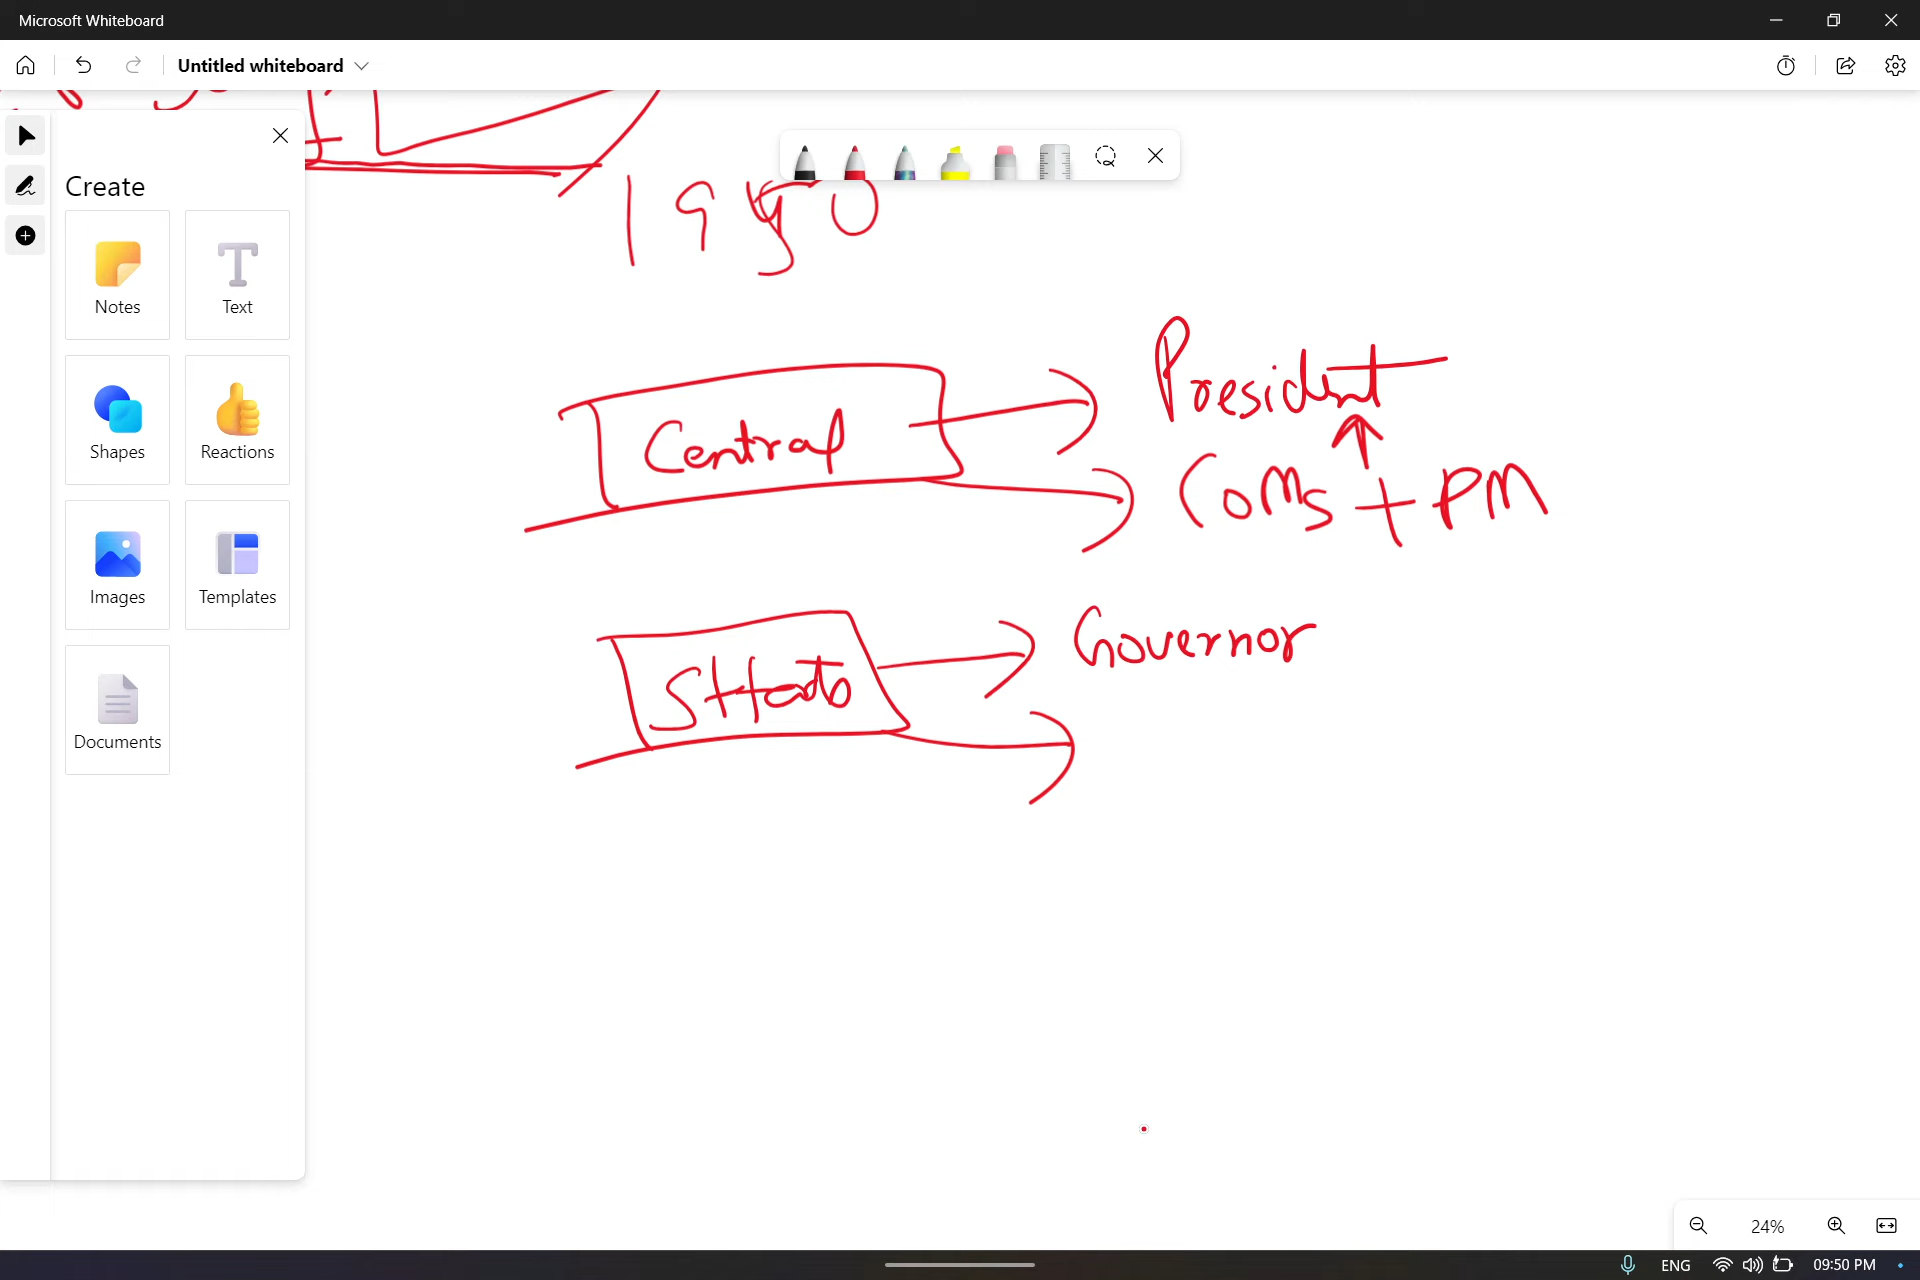 Microsoft Whiteboard
Untitled whiteboard
Create
Notes
Text
Shapes
Reactions
Images
Templates
Documents
1950
Central
President
CoMs + PM
Governor
24%
ENG
09:50 PM